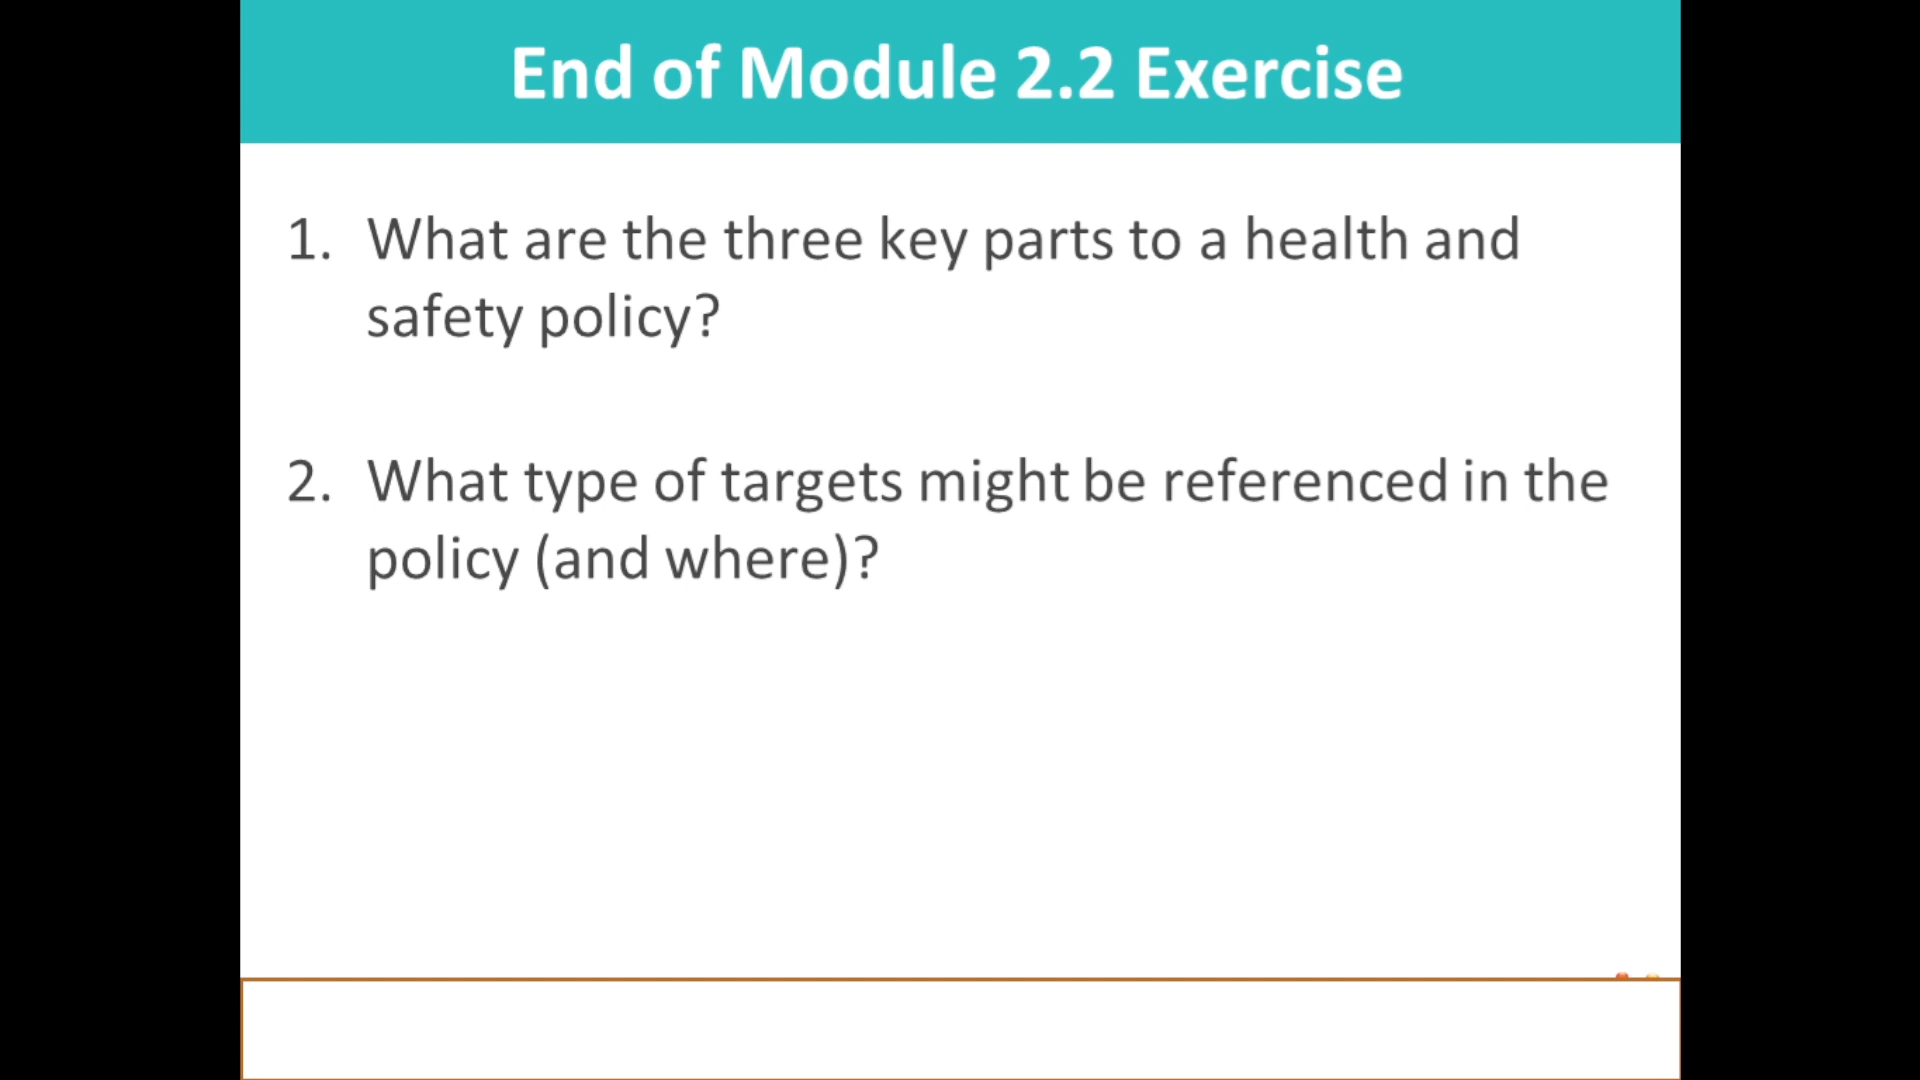 End of Module 2.2 Exercise
1. What are the three key parts to a health and
safety policy?
2. What type of targets might be referenced in the
policy (and where)?